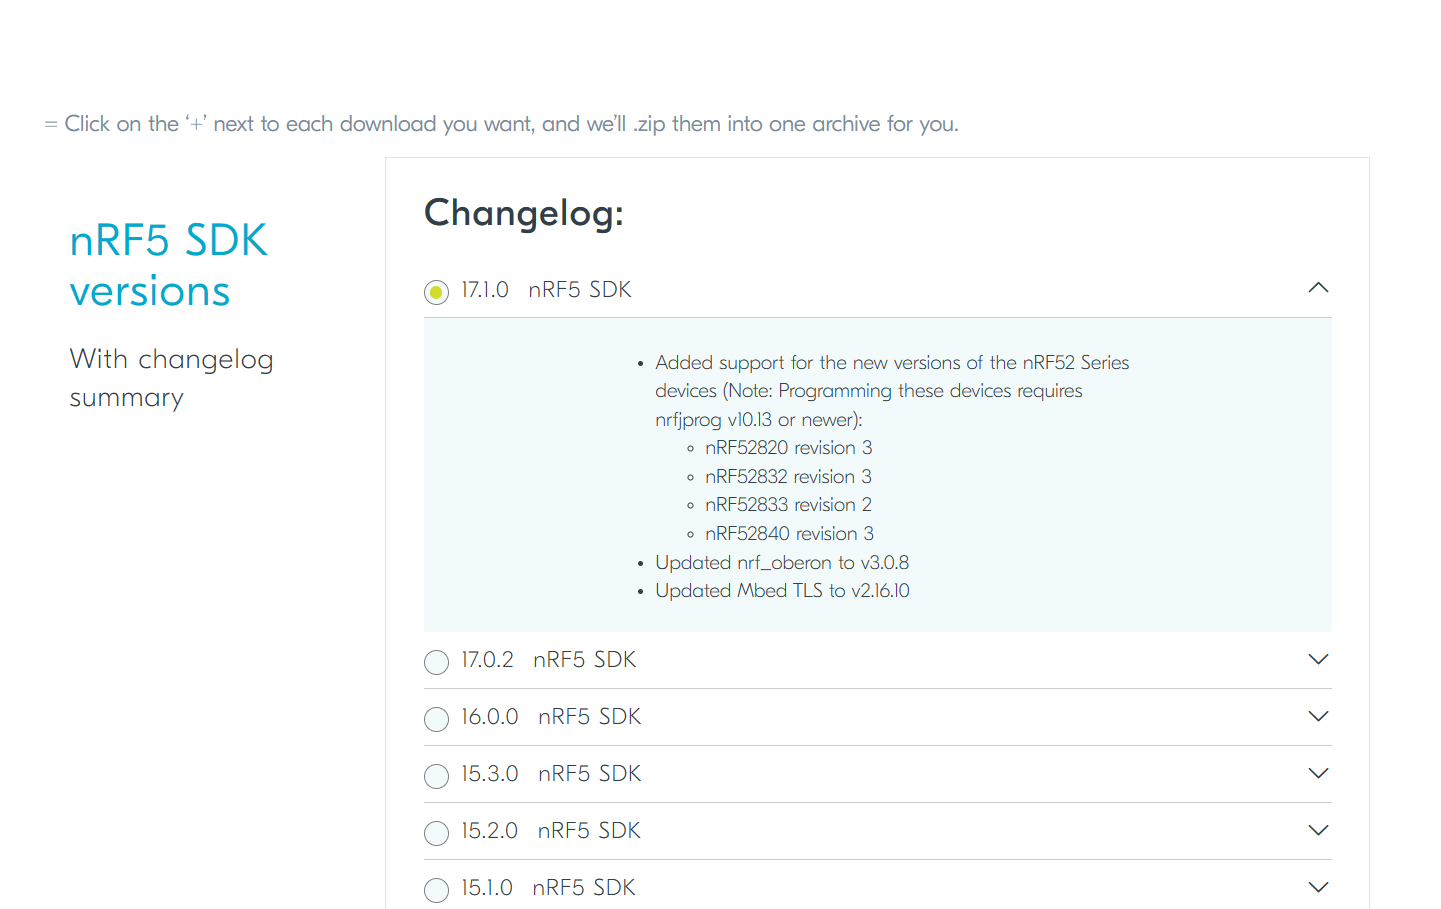 = Click on the ‘+’ next to each download you want, and we’ll .zip them into one archive for you.
nRF5 SDK
versions
With changelog
summary
Changelog:
17.1.0 nRF5 SDK
• Added support for the new versions of the nRF52 Series
devices (Note: Programming these devices requires
nrfjprog v10.13 or newer):
◦ nRF52820 revision 3
◦ nRF52832 revision 3
◦ nRF52833 revision 2
◦ nRF52840 revision 3
• Updated nrf_oberon to v3.0.8
• Updated Mbed TLS to v2.16.10
17.0.2 nRF5 SDK
16.0.0 nRF5 SDK
15.3.0 nRF5 SDK
15.2.0 nRF5 SDK
15.1.0 nRF5 SDK